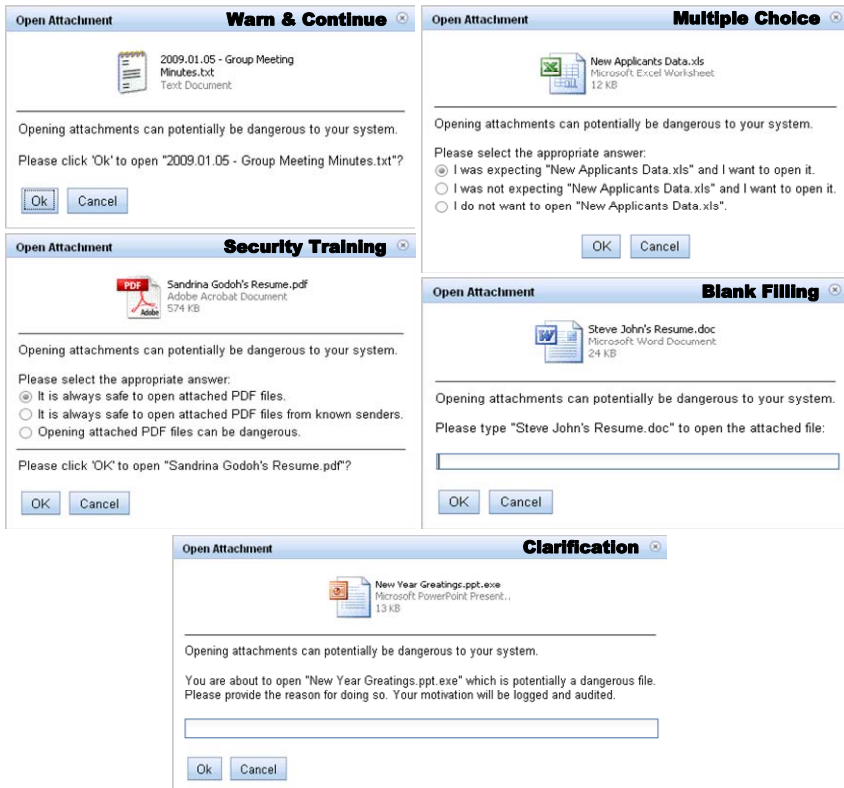 Open Attachment Warn & Continue
2009.01.05 - Group Meeting
Minutes.txt
Text Document
Opening attachments can potentially be dangerous to your system.
Please click 'Ok' to open "2009.01.05 - Group Meeting Minutes.txt"?
Ok Cancel
Open Attachment Multiple Choice
New Applicants Data.xls
Microsoft Excel Worksheet
12 KB
Opening attachments can potentially be dangerous to your system.
Please select the appropriate answer:
I was expecting "New Applicants Data.xls" and I want to open it.
I was not expecting "New Applicants Data.xls" and I want to open it.
I do not want to open "New Applicants Data.xls".
OK Cancel
Open Attachment Security Training
PDF
Adobe
Sandrina Godoh's Resume.pdf
Adobe Acrobat Document
574 KB
Opening attachments can potentially be dangerous to your system.
Please select the appropriate answer:
It is always safe to open attached PDF files.
It is always safe to open attached PDF files from known senders.
Opening attached PDF files can be dangerous.
Please click 'OK' to open "Sandrina Godoh's Resume.pdf"?
OK Cancel
Open Attachment Blank Filling
Steve John's Resume.doc
Microsoft Word Document
24 KB
Opening attachments can potentially be dangerous to your system.
Please type "Steve John's Resume.doc" to open the attached file:
OK Cancel
Open Attachment Clarification
New Year Greatings.ppt.exe
Microsoft PowerPoint Present..
13 KB
Opening attachments can potentially be dangerous to your system.
You are about to open "New Year Greatings.ppt.exe" which is potentially a dangerous file.
Please provide the reason for doing so. Your motivation will be logged and audited.
Ok Cancel